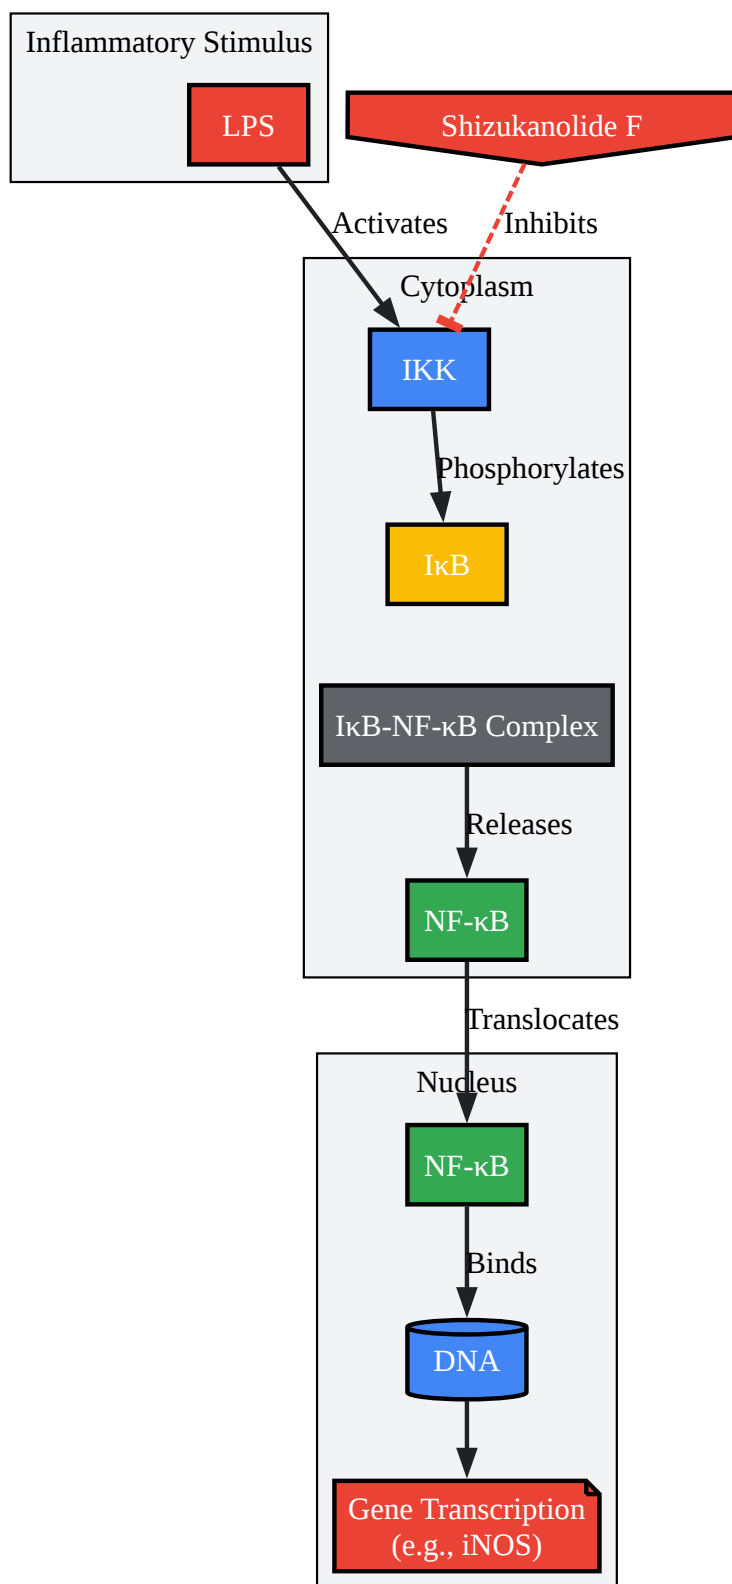 Inflammatory Stimulus
LPS
Shizukanolide F
Activates
Inhibits
Cytoplasm
IKK
Phosphorylates
IκB
IκB-NF-κB Complex
Releases
NF-κB
Translocates
Nucleus
NF-κB
Binds
DNA
Gene Transcription
(e.g., iNOS)